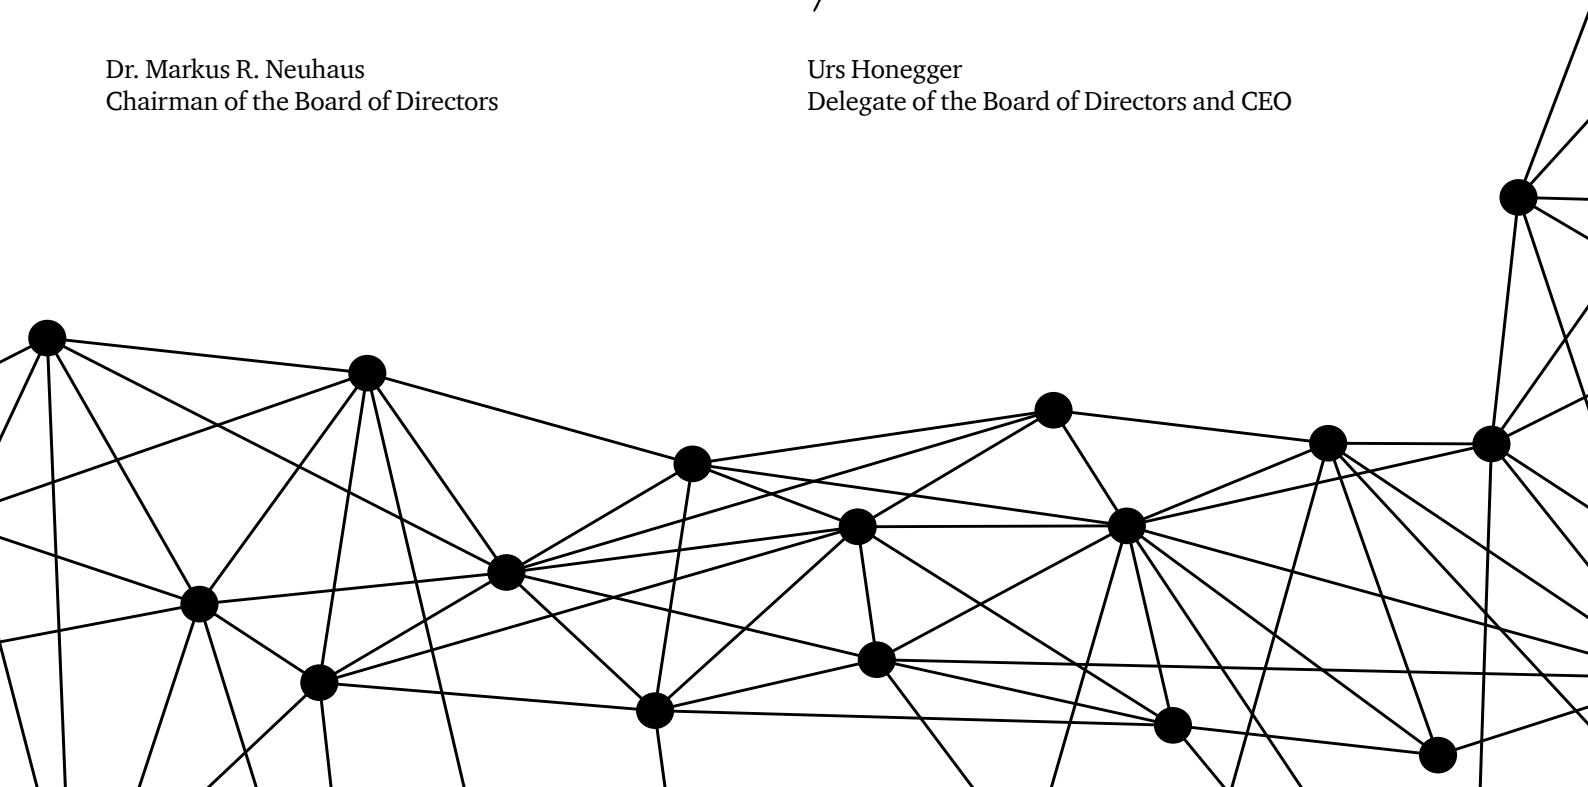 Dr. Markus R. Neuhaus
Chairman of the Board of Directors
Urs Honegger
Delegate of the Board of Directors and CEO